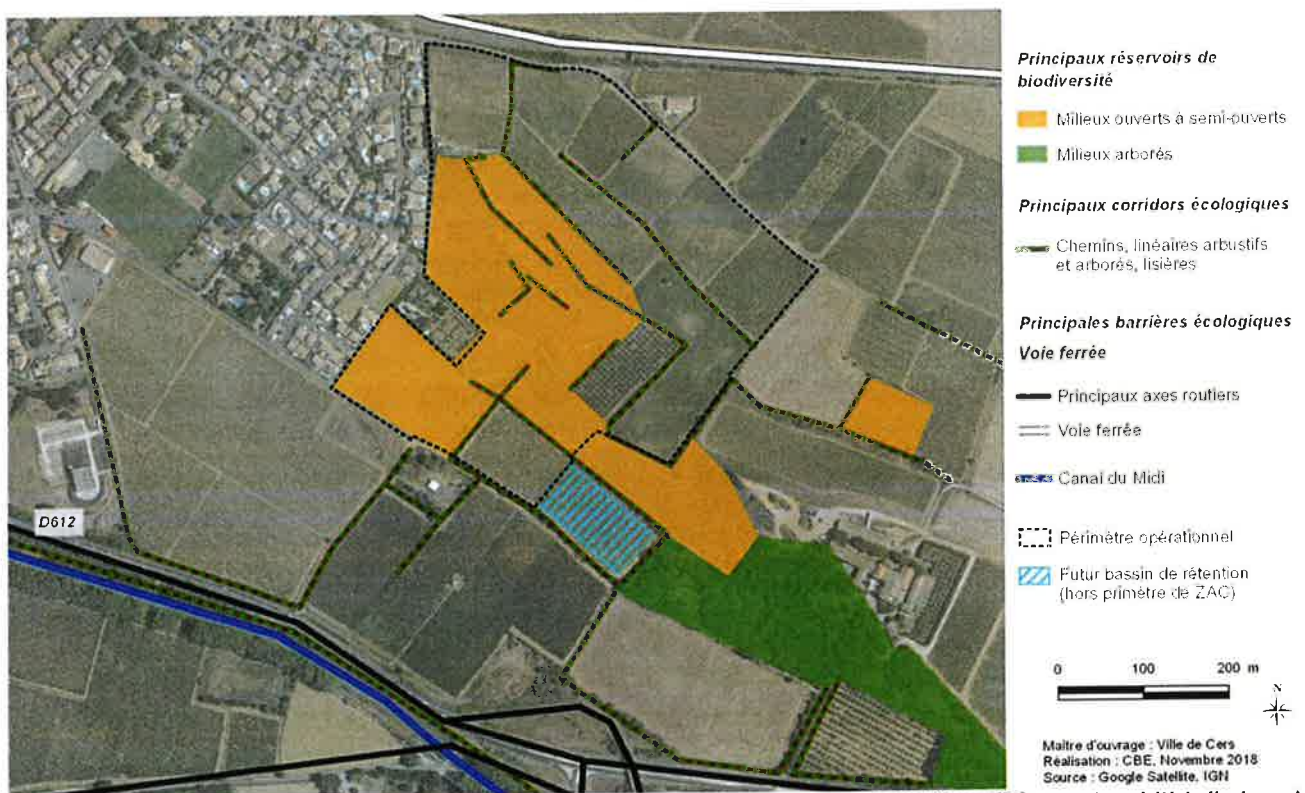 Principaux réservoirs de
biodiversité
Milieux ouverts à semi-ouverts
Milieux arborés
Principaux corridors écologiques
Chemins, linéaires arbustifs
et arborés, lisières
Principales barrières écologiques
Voie ferrée
Principaux axes routiers
Voie ferrée
Canal du Midi
Périmètre opérationnel
Futur bassin de rétention
(hors primètre de ZAC)
D612
0 100 200 m
N
Maître d'ouvrage : Ville de Cers
Réalisation : CBE, Novembre 2018
Source : Google Satellite, IGN